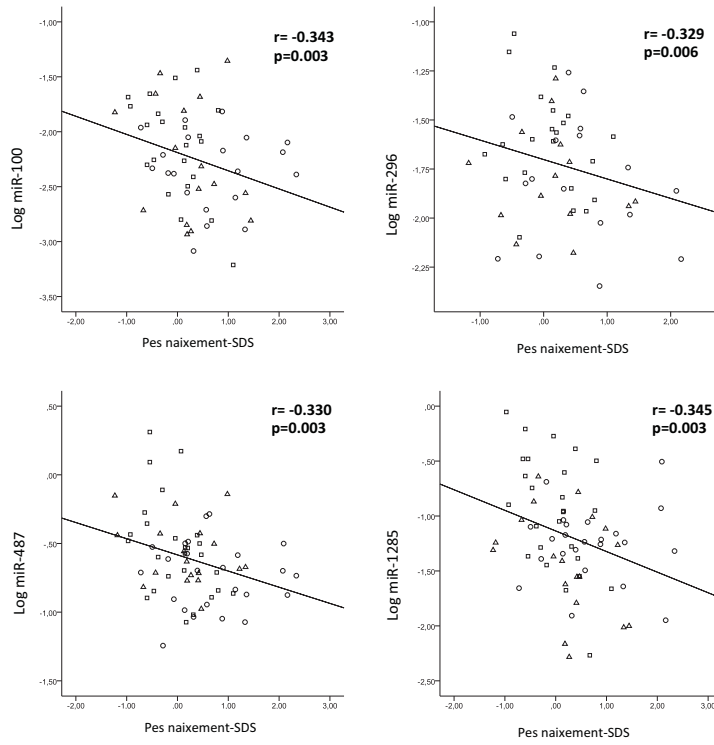 -1,00
-1,50
-2,00
-2,50
-3,00
-3,50
Log miR-100
r= -0.343
p=0.003
-2,00 -1,00 ,00 1,00 2,00 3,00
Pes naixement-SDS
-1,00
-1,25
-1,50
-1,75
-2,00
-2,25
Log miR-296
r= -0.329
p=0.006
-1,00 ,00 1,00 2,00
Pes naixement-SDS
,50
,00
-,50
-1,00
-1,50
Log miR-487
r= -0.330
p=0.003
-2,00 -1,00 ,00 1,00 2,00 3,00
Pes naixement-SDS
,00
-,50
-1,00
-1,50
-2,00
-2,50
Log miR-1285
r= -0.345
p=0.003
-2,00 -1,00 ,00 1,00 2,00 3,00
Pes naixement-SDS